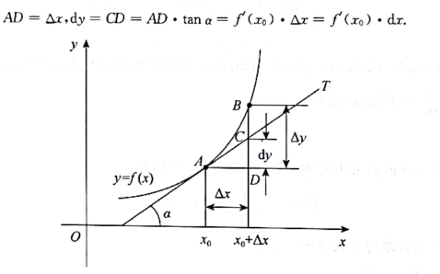 AD = Δx, dy = CD = AD · tan α = f′(x₀) · Δx = f′(x₀) · dx.
y
T
B
C
Δy
A
dy
y=f(x)
D
Δx
α
O
x₀
x₀+Δx
x